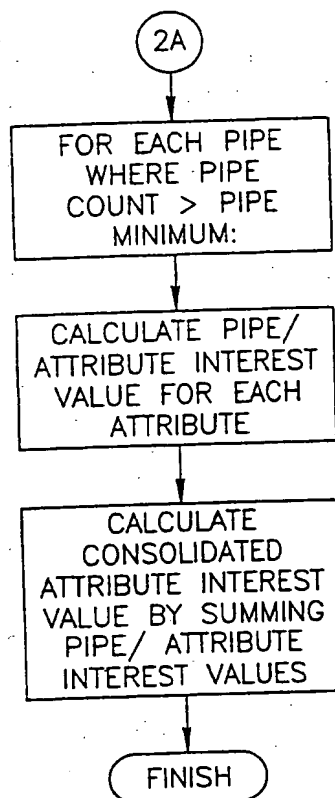 2A
FOR EACH PIPE
WHERE PIPE
COUNT > PIPE
MINIMUM:
CALCULATE PIPE/
ATTRIBUTE INTEREST
VALUE FOR EACH
ATTRIBUTE
CALCULATE
CONSOLIDATED
ATTRIBUTE INTEREST
VALUE BY SUMMING
PIPE/ ATTRIBUTE
INTEREST VALUES
FINISH